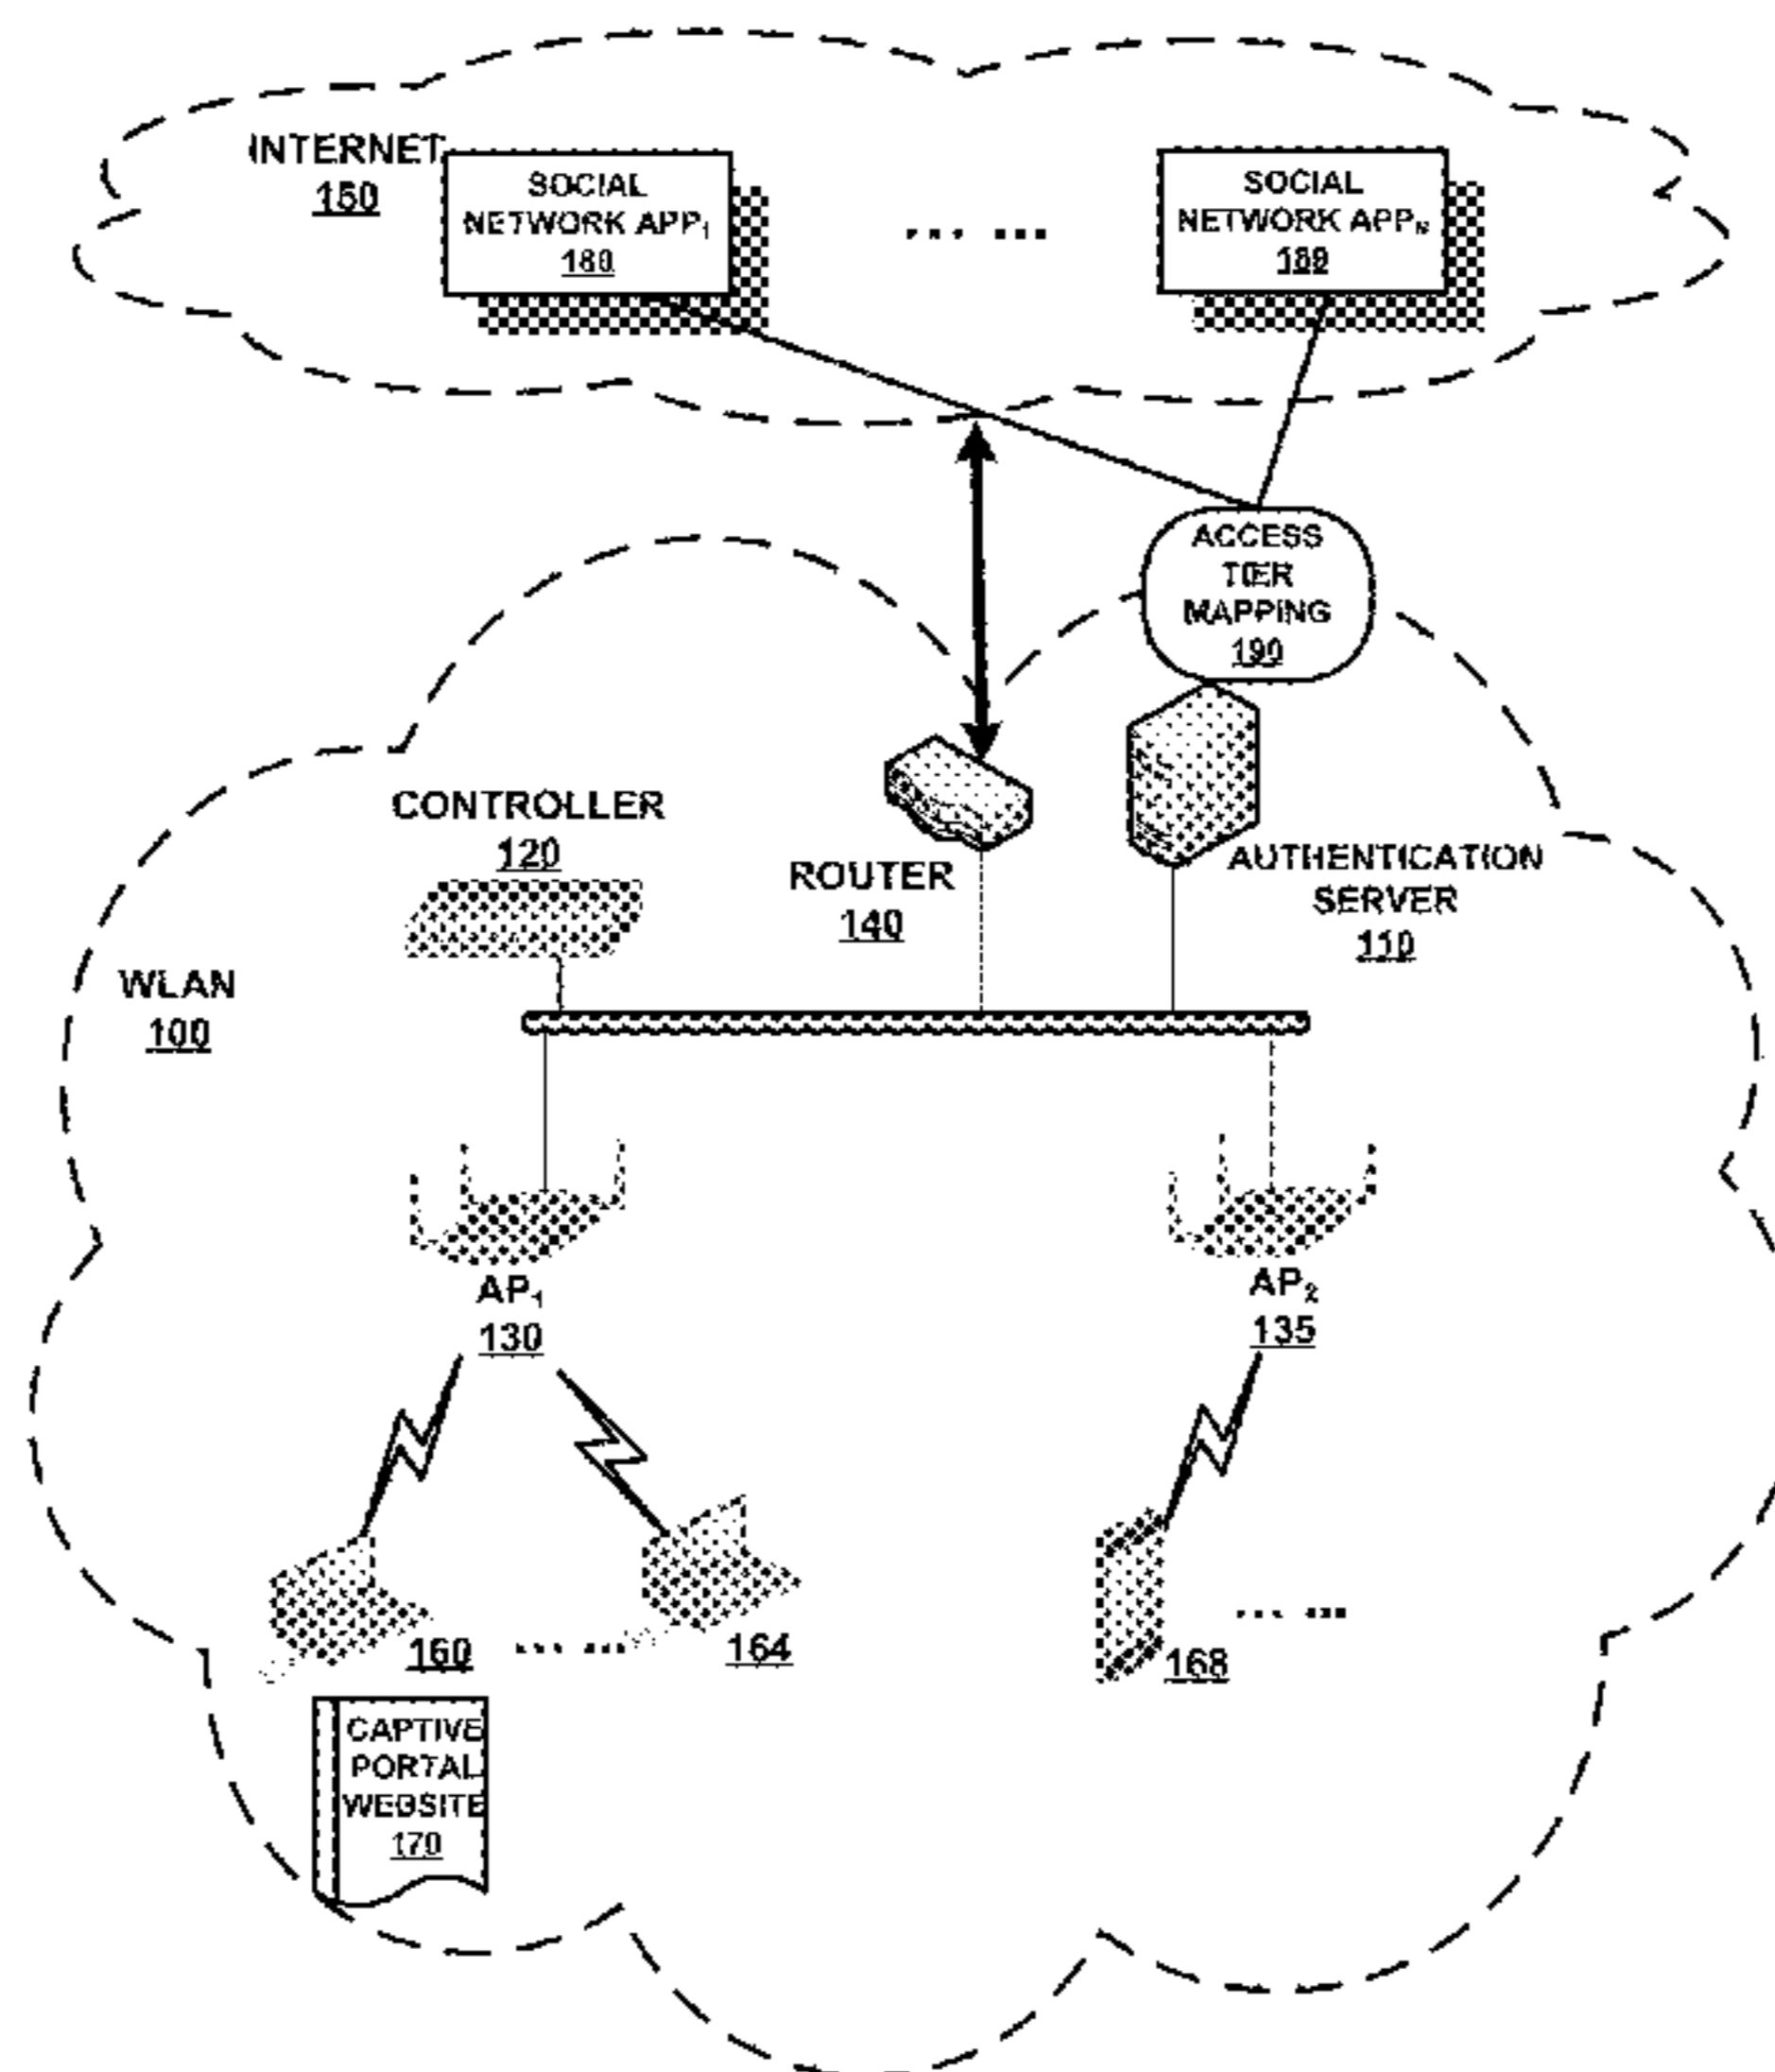 INTERNET
150
SOCIAL
NETWORK APP1
180
... ...
SOCIAL
NETWORK APPN
189
ACCESS
TIER
MAPPING
190
CONTROLLER
120
ROUTER
140
AUTHENTICATION
SERVER
110
WLAN
100
AP1
130
AP2
135
160
... ...
164
168
... ...
CAPTIVE
PORTAL
WEBSITE
170